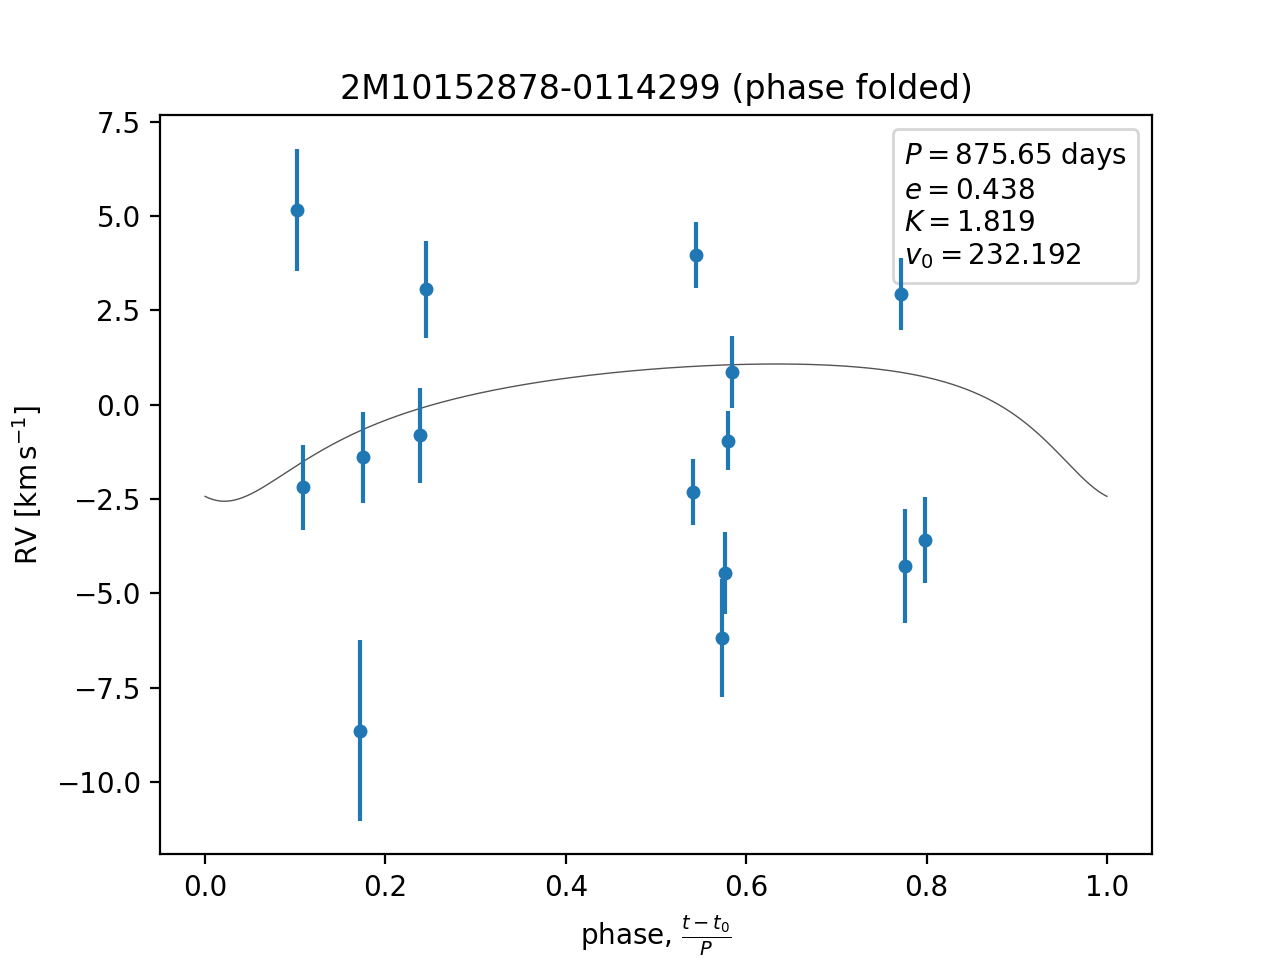 2M10152878-0114299 (phase folded)
P = 875.65 days
e = 0.438
K = 1.819
v₀ = 232.192
7.5
5.0
2.5
0.0
−2.5
−5.0
−7.5
−10.0
RV [km s⁻¹]
0.0 0.2 0.4 0.6 0.8 1.0
phase, (t − t₀)/P